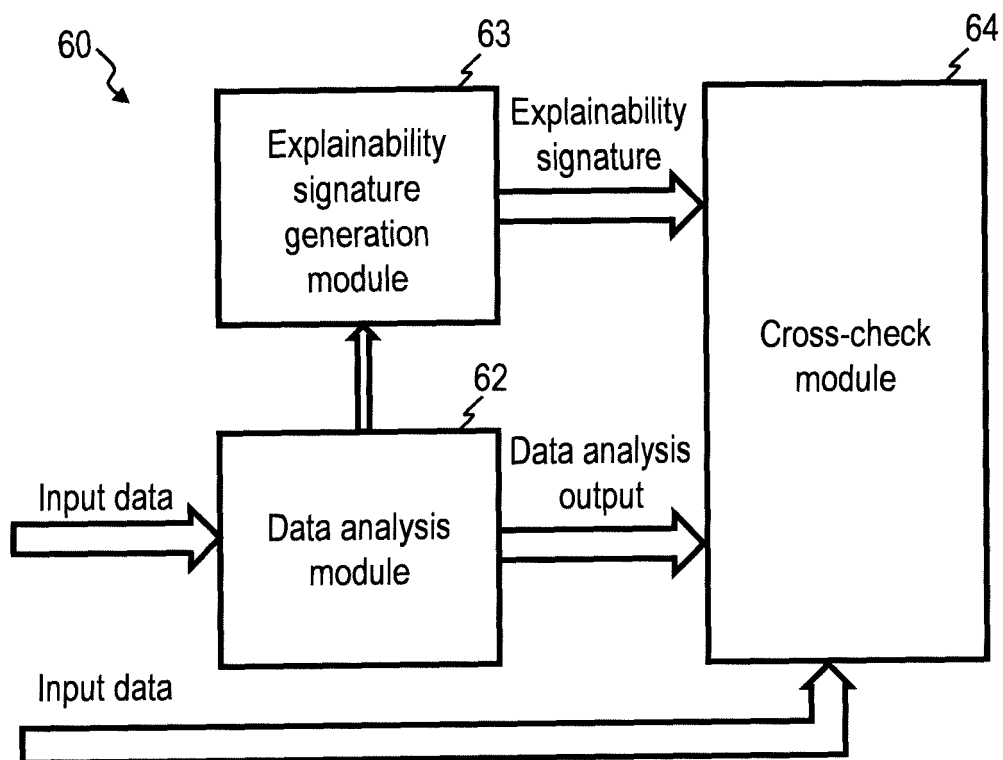 60
63
64
Explainability
signature
generation
module
Explainability
signature
Cross-check
module
62
Input data
Data analysis
module
Data analysis
output
Input data